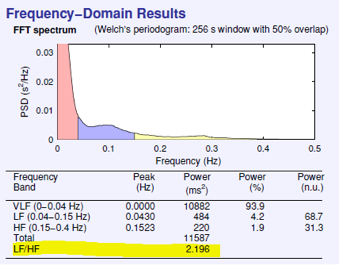 Frequency–Domain Results
FFT spectrum (Welch's periodogram: 256 s window with 50% overlap)
0.03
0.02
0.01
0
PSD (s²/Hz)
0 0.1 0.2 0.3 0.4 0.5
Frequency (Hz)
Frequency Peak Power Power Power
Band (Hz) (ms²) (%) (n.u.)
VLF (0–0.04 Hz) 0.0000 10882 93.9
LF (0.04–0.15 Hz) 0.0430 484 4.2 68.7
HF (0.15–0.4 Hz) 0.1523 220 1.9 31.3
Total 11587
LF/HF 2.196